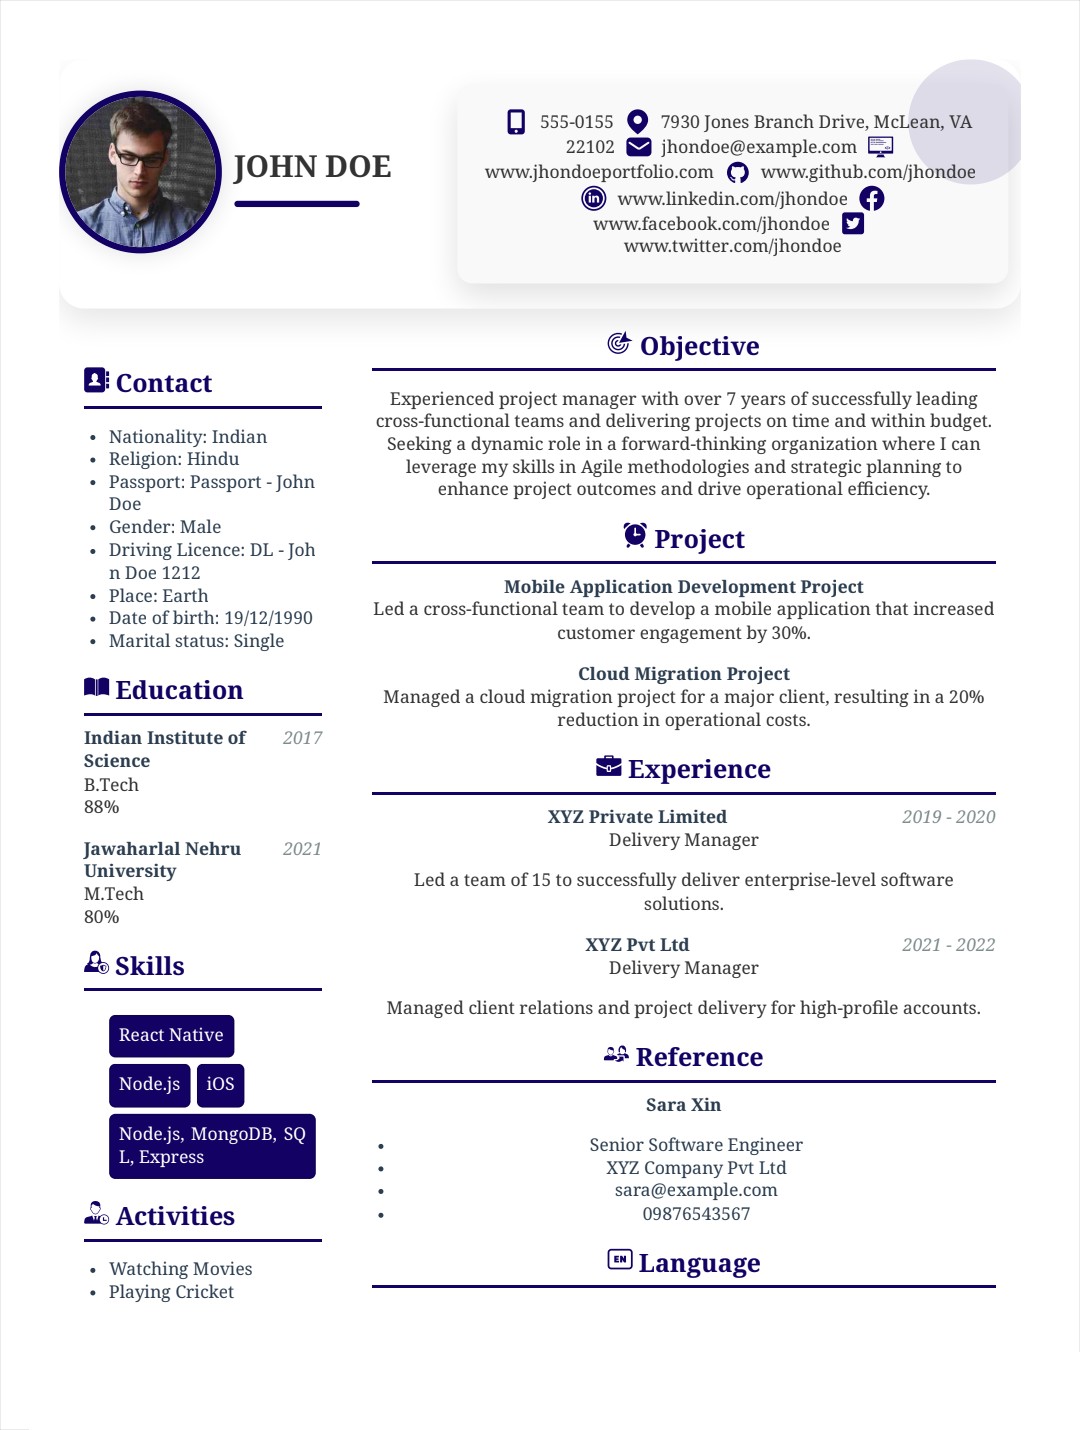 JOHN DOE
555-0155 7930 Jones Branch Drive, McLean, VA
22102 jhondoe@example.com
www.jhondoeportfolio.com www.github.com/jhondoe
www.linkedin.com/jhondoe
www.facebook.com/jhondoe
www.twitter.com/jhondoe
Contact
• Nationality: Indian
• Religion: Hindu
• Passport: Passport - John
Doe
• Gender: Male
• Driving Licence: DL - Joh
n Doe 1212
• Place: Earth
• Date of birth: 19/12/1990
• Marital status: Single
Education
Indian Institute of 2017
Science
B.Tech
88%
Jawaharlal Nehru 2021
University
M.Tech
80%
Skills
React Native
Node.js iOS
Node.js, MongoDB, SQ
L, Express
Activities
• Watching Movies
• Playing Cricket
Objective
Experienced project manager with over 7 years of successfully leading
cross-functional teams and delivering projects on time and within budget.
Seeking a dynamic role in a forward-thinking organization where I can
leverage my skills in Agile methodologies and strategic planning to
enhance project outcomes and drive operational efficiency.
Project
Mobile Application Development Project
Led a cross-functional team to develop a mobile application that increased
customer engagement by 30%.
Cloud Migration Project
Managed a cloud migration project for a major client, resulting in a 20%
reduction in operational costs.
Experience
XYZ Private Limited 2019 - 2020
Delivery Manager
Led a team of 15 to successfully deliver enterprise-level software
solutions.
XYZ Pvt Ltd 2021 - 2022
Delivery Manager
Managed client relations and project delivery for high-profile accounts.
Reference
Sara Xin
• Senior Software Engineer
• XYZ Company Pvt Ltd
• sara@example.com
• 09876543567
EN Language